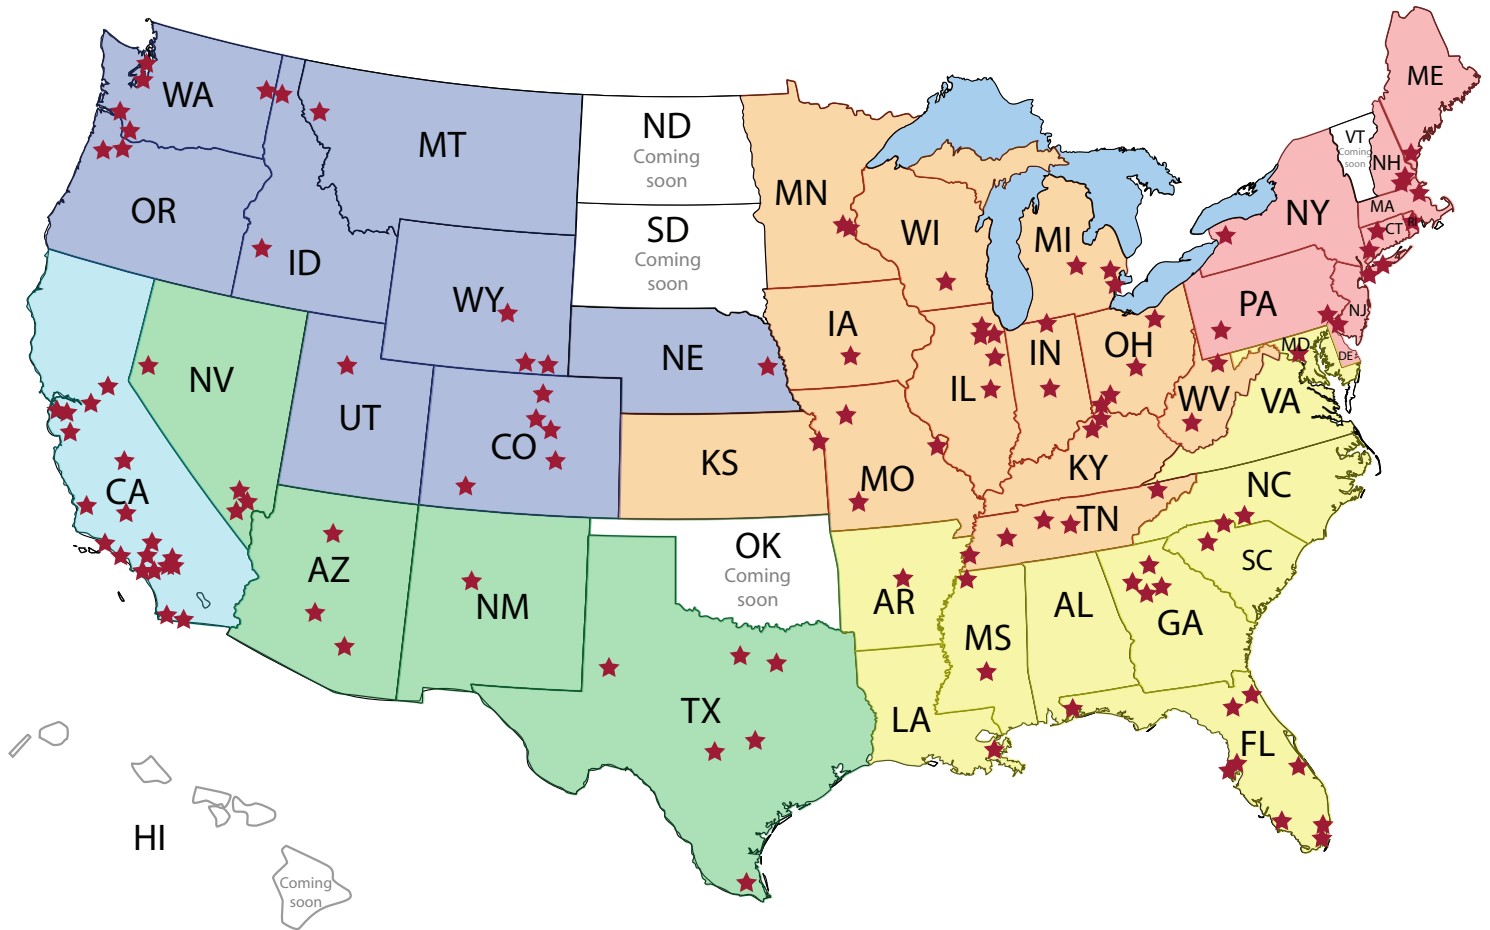 WA
MT
ND
Coming
soon
MN
ME
VT
Coming
soon
NH
OR
ID
SD
Coming
soon
WI
MI
NY
MA
CT
RI
WY
NE
IA
IL
IN
OH
PA
NJ
MD
DE
NV
UT
CO
KS
MO
KY
WV
VA
CA
AZ
NM
OK
Coming
soon
AR
TN
NC
SC
MS
AL
GA
TX
LA
FL
HI
Coming
soon